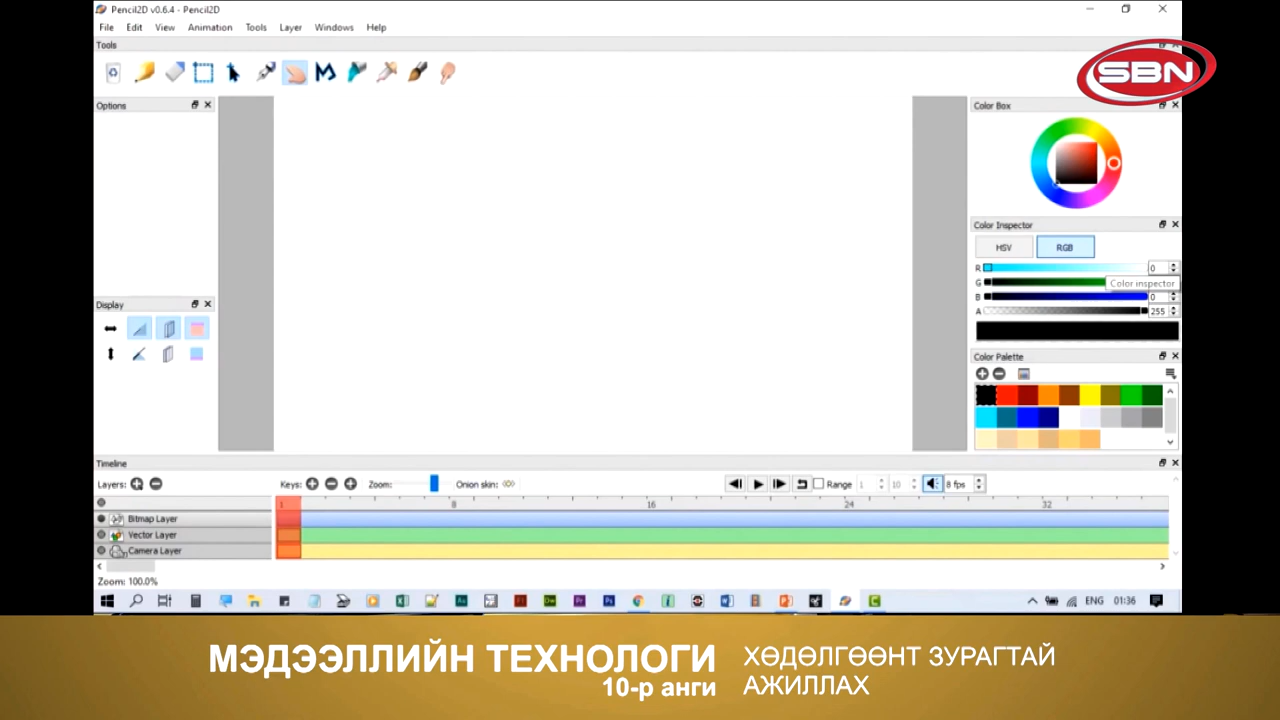 Pencil2D v0.6.4 - Pencil2D
File Edit View Animation Tools Layer Windows Help
Tools
SBN
Options
Color Box
Color Inspector
HSV RGB
R 0
G
Color inspector
B 0
A 255
Display
Color Palette
Timeline
Layers: Keys: Zoom: Onion skin: Range 1 10 8 fps
1 8 16 24 32
Bitmap Layer
Vector Layer
Camera Layer
Zoom: 100.0%
ENG 01:36
МЭДЭЭЛЛИЙН ТЕХНОЛОГИ
10-р анги
ХӨДӨЛГӨӨНТ ЗУРАГТАЙ
АЖИЛЛАХ